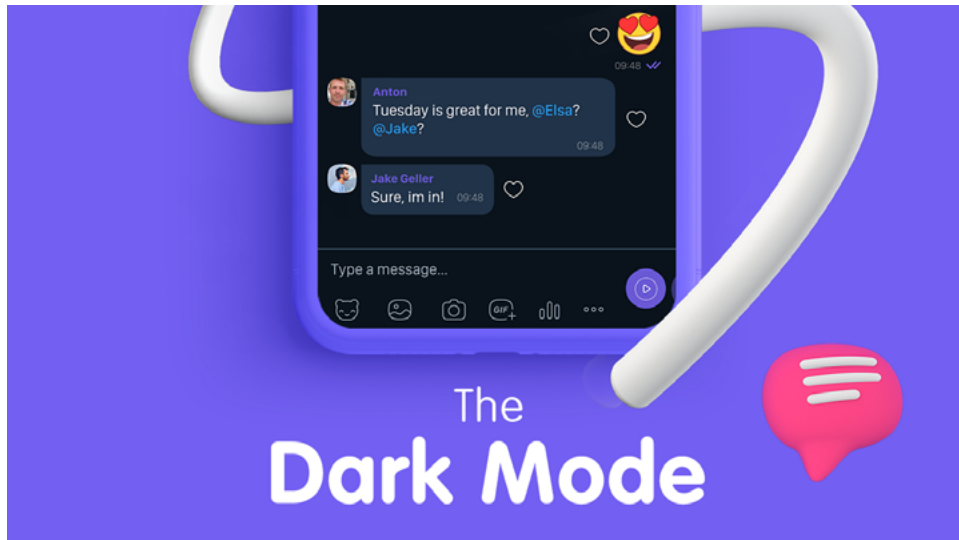 09:48
Anton
Tuesday is great for me, @Elsa?
@Jake?
09:48
Jake Geller
Sure, im in! 09:48
Type a message...
GIF
The
Dark Mode